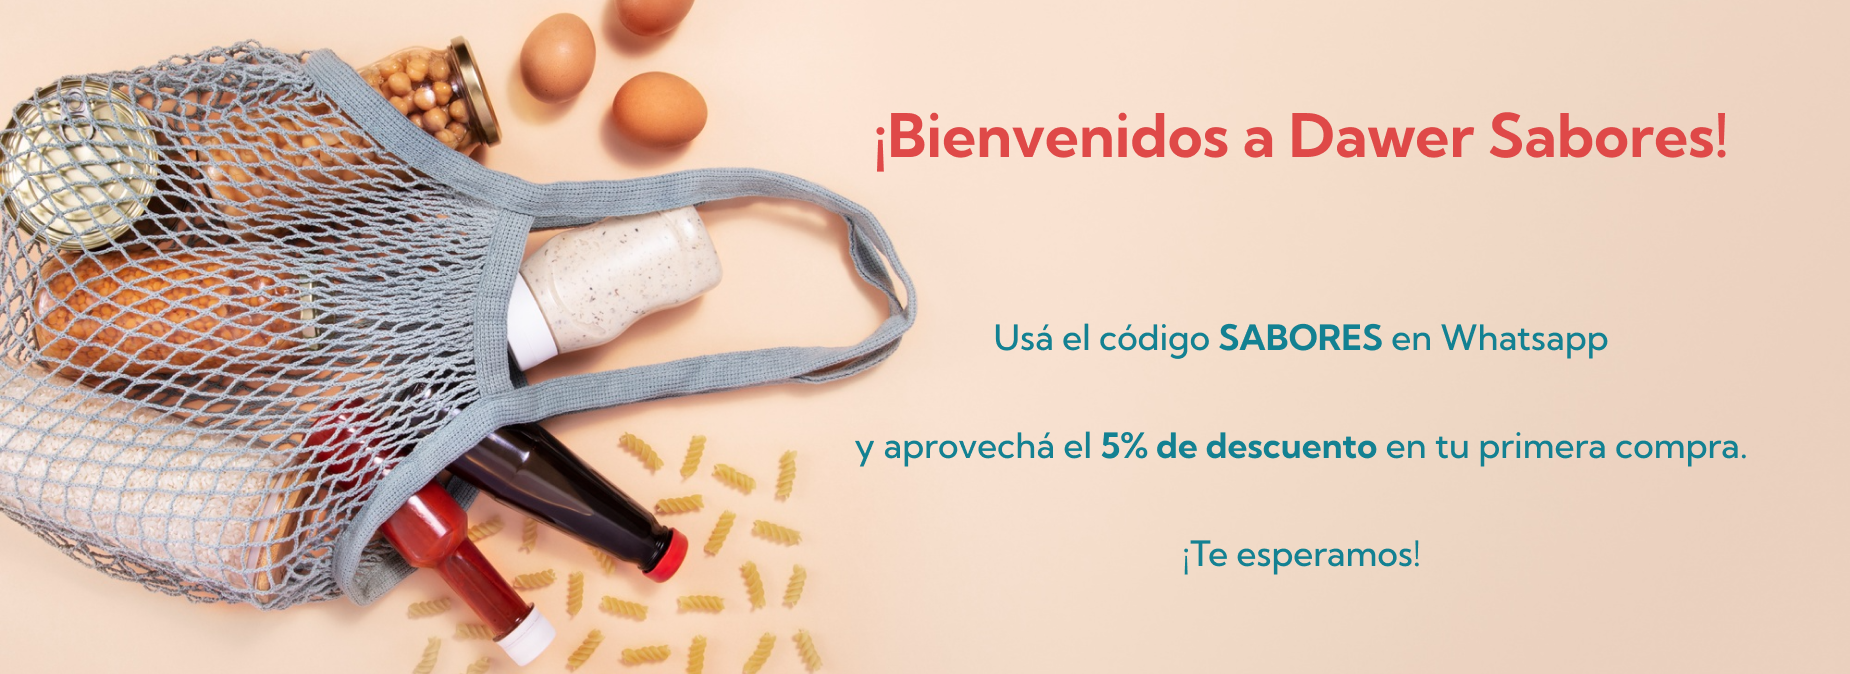 ¡Bienvenidos a Dawer Sabores!
Usá el código SABORES en Whatsapp
y aprovechá el 5% de descuento en tu primera compra.
¡Te esperamos!